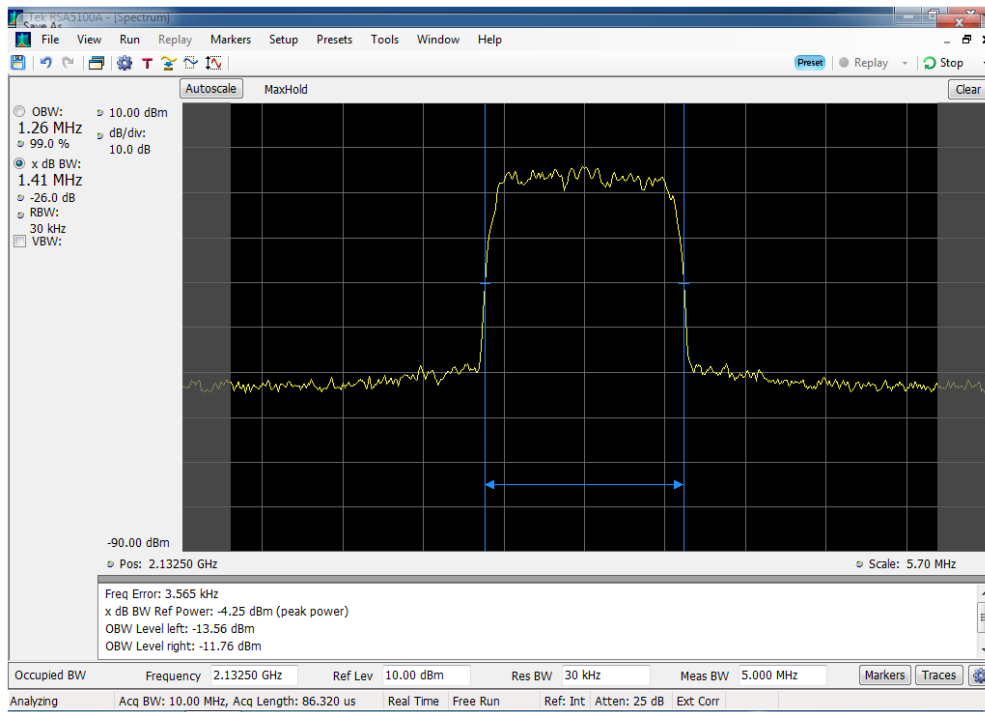 Tek RSA5100A - [Spectrum]
Save As
File View Run Replay Markers Setup Presets Tools Window Help
T Preset Replay Stop
Autoscale MaxHold Clear
OBW:
1.26 MHz
99.0 %
x dB BW:
1.41 MHz
-26.0 dB
RBW:
30 kHz
VBW:
10.00 dBm
dB/div:
10.0 dB
-90.00 dBm
Pos: 2.13250 GHz Scale: 5.70 MHz
Freq Error: 3.565 kHz
x dB BW Ref Power: -4.25 dBm (peak power)
OBW Level left: -13.56 dBm
OBW Level right: -11.76 dBm
Occupied BW Frequency 2.13250 GHz Ref Lev 10.00 dBm Res BW 30 kHz Meas BW 5.000 MHz Markers Traces
Analyzing Acq BW: 10.00 MHz, Acq Length: 86.320 us Real Time Free Run Ref: Int Atten: 25 dB Ext Corr